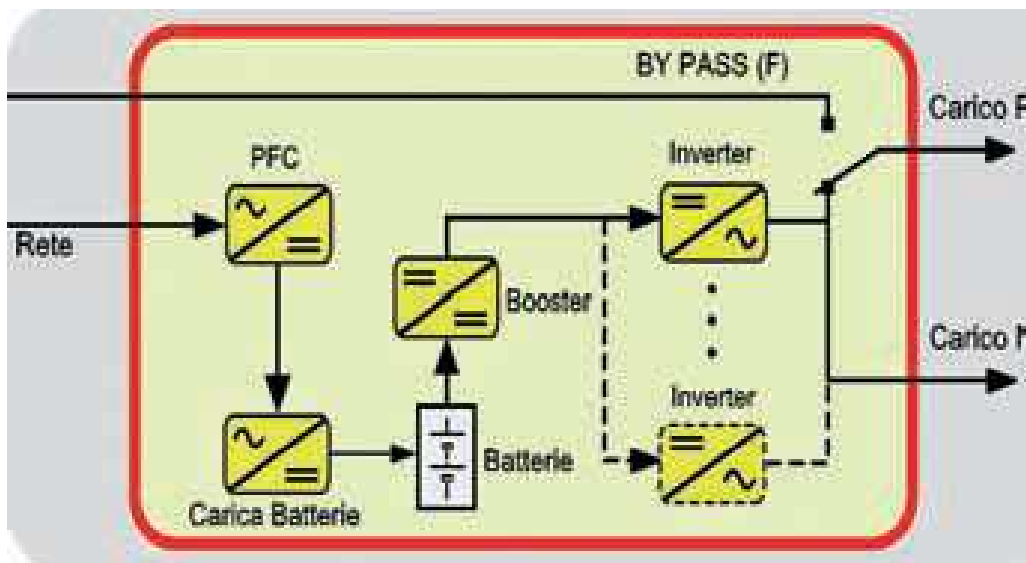 BY PASS (F)
Carico F
PFC
Inverter
Rete
Booster
Carico
Inverter
Batterie
Carica Batterie